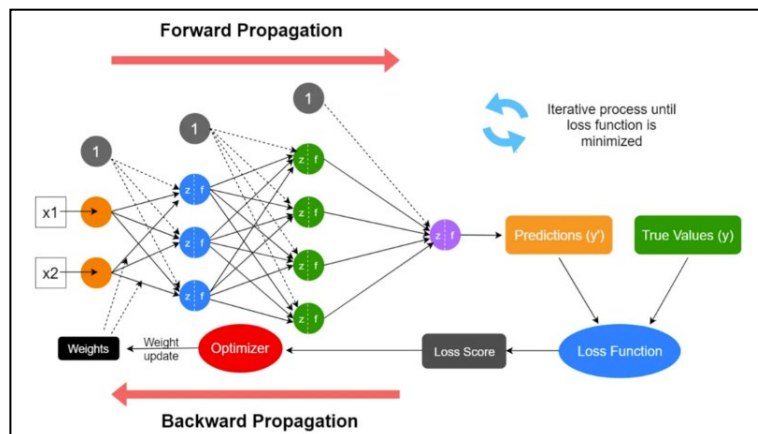 Forward Propagation
1
1
1
Iterative process until
loss function is
minimized
z f
z f
z f
z f
z f
z f
z f
z f
x1
x2
Predictions (y')
True Values (y)
Weights
Weight
update
Optimizer
Loss Score
Loss Function
Backward Propagation